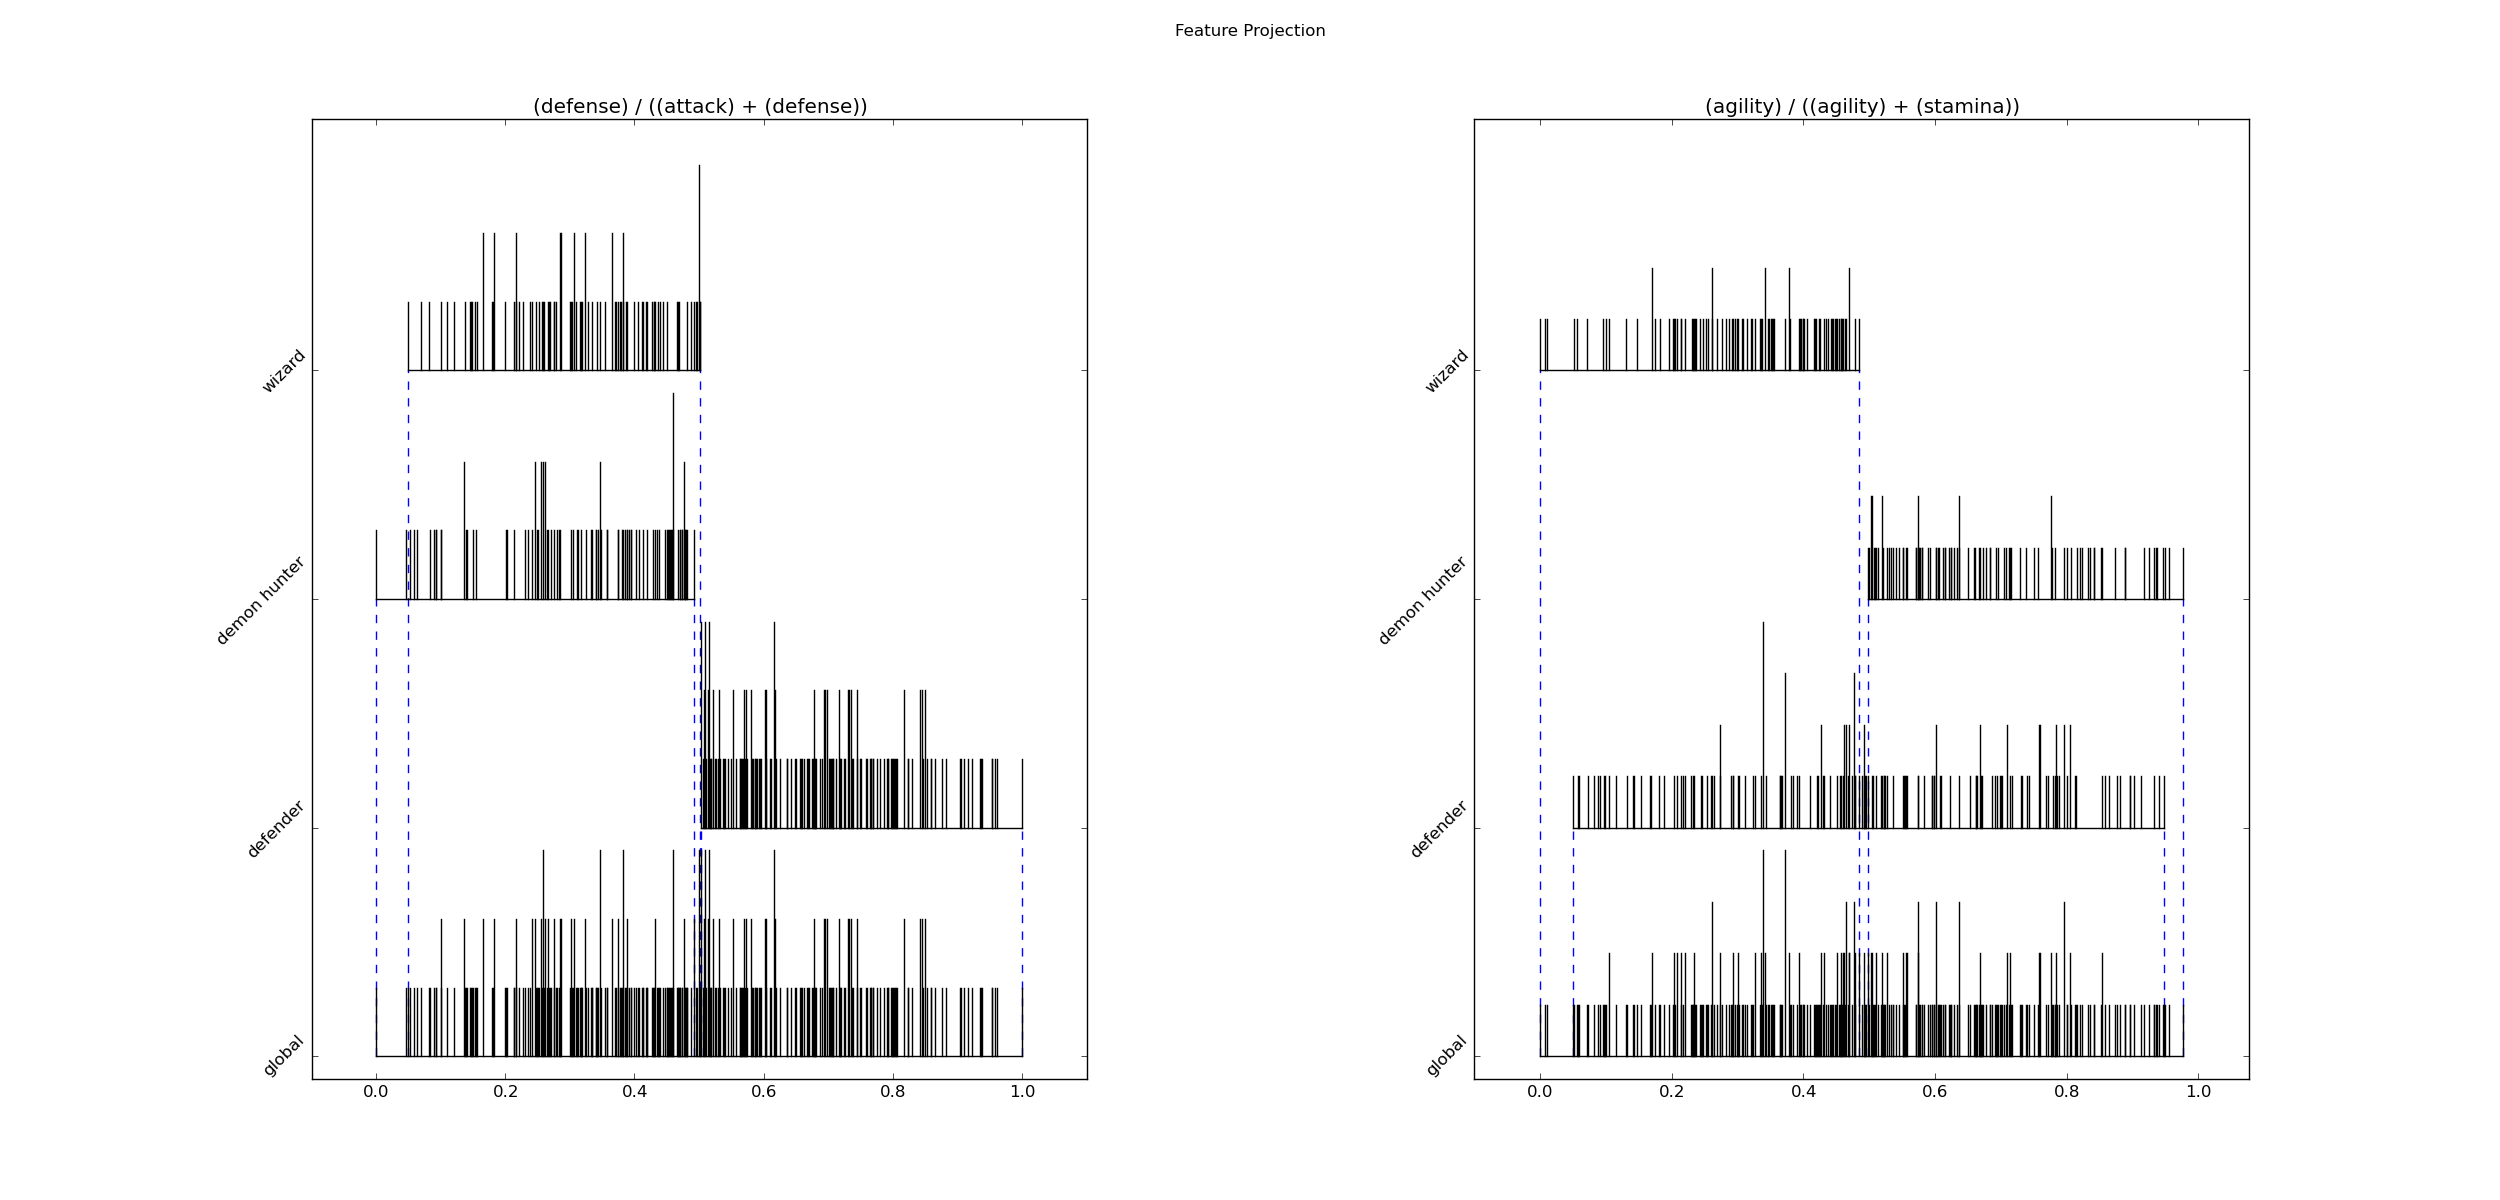 Feature Projection
(defense) / ((attack) + (defense))
wizard
demon hunter
defender
global
0.0 0.2 0.4 0.6 0.8 1.0
(agility) / ((agility) + (stamina))
wizard
demon hunter
defender
global
0.0 0.2 0.4 0.6 0.8 1.0